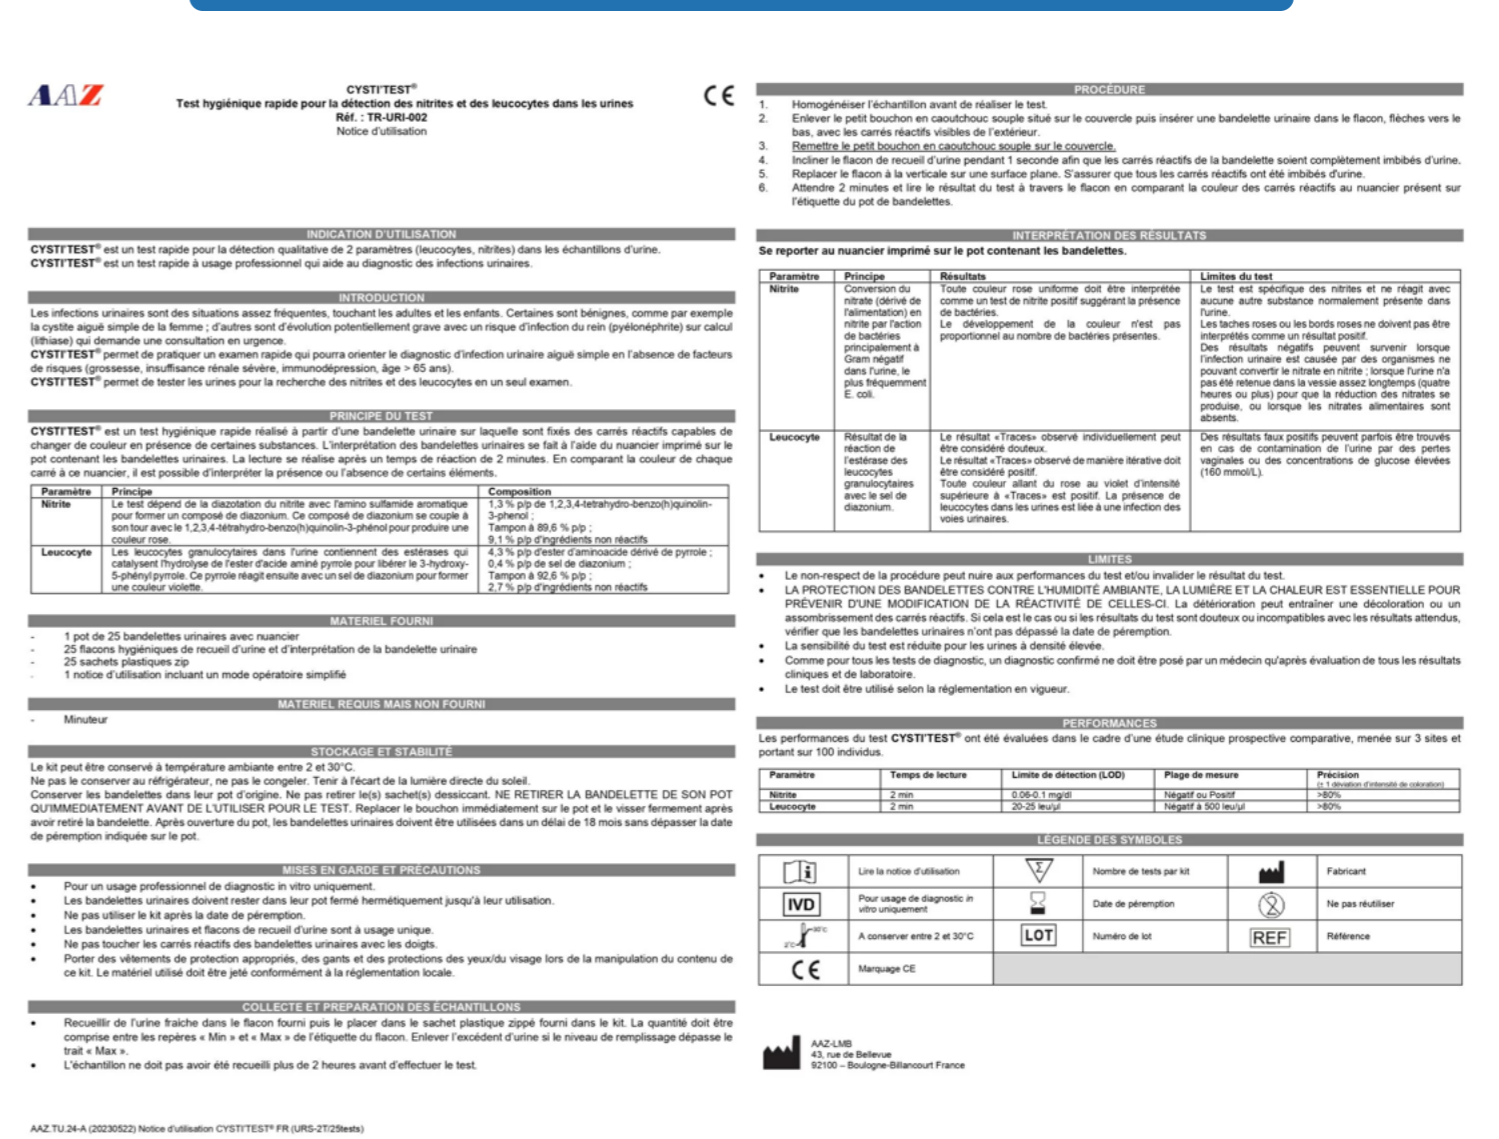 AAZ
CYSTI'TEST®
Test hygiénique rapide pour la détection des nitrites et des leucocytes dans les urines
Réf. : TR-URI-002
Notice d'utilisation
CE
INDICATION D'UTILISATION
CYSTI'TEST® est un test rapide pour la détection qualitative de 2 paramètres (leucocytes, nitrites) dans les échantillons d'urine.
CYSTI'TEST® est un test rapide à usage professionnel qui aide au diagnostic des infections urinaires.
INTRODUCTION
Les infections urinaires sont des situations assez fréquentes, touchant les adultes et les enfants. Certaines sont bénignes, comme par exemple
la cystite aiguë simple de la femme ; d'autres sont d'évolution potentiellement grave avec un risque d'infection du rein (pyélonéphrite) sur calcul
(lithiase) qui demande une consultation en urgence.
CYSTI'TEST® permet de pratiquer un examen rapide qui pourra orienter le diagnostic d'infection urinaire aiguë simple en l'absence de facteurs
de risques (grossesse, insuffisance rénale sévère, immunodépression, âge > 65 ans).
CYSTI'TEST® permet de tester les urines pour la recherche des nitrites et des leucocytes en un seul examen.
PRINCIPE DU TEST
CYSTI'TEST® est un test hygiénique rapide réalisé à partir d'une bandelette urinaire sur laquelle sont fixés des carrés réactifs capables de
changer de couleur en présence de certaines substances. L'interprétation des bandelettes urinaires se fait à l'aide du nuancier imprimé sur le
pot contenant les bandelettes urinaires. La lecture se réalise après un temps de réaction de 2 minutes. En comparant la couleur de chaque
carré à ce nuancier, il est possible d'interpréter la présence ou l'absence de certains éléments.
Paramètre Principe Composition
Nitrite
Le test dépend de la diazotation du nitrite avec l'amino sulfamide aromatique
pour former un composé de diazonium. Ce composé de diazonium se couple à
son tour avec le 1,2,3,4-tétrahydro-benzo(h)quinolin-3-phénol pour produire une
couleur rose.
1,3 % p/p de 1,2,3,4-tetrahydro-benzo(h)quinolin-
3-phenol ;
Tampon à 89,6 % p/p ;
9,1 % p/p d'ingrédients non réactifs
Leucocyte
Les leucocytes granulocytaires dans l'urine contiennent des estérases qui
catalysent l'hydrolyse de l'ester d'acide aminé pyrrole pour libérer le 3-hydroxy-
5-phényl pyrrole. Ce pyrrole réagit ensuite avec un sel de diazonium pour former
une couleur violette.
4,3 % p/p d'ester d'aminoacide dérivé de pyrrole ;
0,4 % p/p de sel de diazonium ;
Tampon à 92,6 % p/p ;
2,7 % p/p d'ingrédients non réactifs
MATERIEL FOURNI
- 1 pot de 25 bandelettes urinaires avec nuancier
- 25 flacons hygiéniques de recueil d'urine et d'interprétation de la bandelette urinaire
- 25 sachets plastiques zip
- 1 notice d'utilisation incluant un mode opératoire simplifié
MATERIEL REQUIS MAIS NON FOURNI
- Minuteur
STOCKAGE ET STABILITÉ
Le kit peut être conservé à température ambiante entre 2 et 30°C.
Ne pas le conserver au réfrigérateur, ne pas le congeler. Tenir à l'écart de la lumière directe du soleil.
Conserver les bandelettes dans leur pot d'origine. Ne pas retirer le(s) sachet(s) dessiccant. NE RETIRER LA BANDELETTE DE SON POT
QU'IMMEDIATEMENT AVANT DE L'UTILISER POUR LE TEST. Replacer le bouchon immédiatement sur le pot et le visser fermement après
avoir retiré la bandelette. Après ouverture du pot, les bandelettes urinaires doivent être utilisées dans un délai de 18 mois sans dépasser la date
de péremption indiquée sur le pot.
MISES EN GARDE ET PRÉCAUTIONS
• Pour un usage professionnel de diagnostic in vitro uniquement.
• Les bandelettes urinaires doivent rester dans leur pot fermé hermétiquement jusqu'à leur utilisation.
• Ne pas utiliser le kit après la date de péremption.
• Les bandelettes urinaires et flacons de recueil d'urine sont à usage unique.
• Ne pas toucher les carrés réactifs des bandelettes urinaires avec les doigts.
• Porter des vêtements de protection appropriés, des gants et des protections des yeux/du visage lors de la manipulation du contenu de
ce kit. Le matériel utilisé doit être jeté conformément à la réglementation locale.
COLLECTE ET PREPARATION DES ÉCHANTILLONS
• Recueillir de l'urine fraiche dans le flacon fourni puis le placer dans le sachet plastique zippé fourni dans le kit. La quantité doit être
comprise entre les repères « Min » et « Max » de l'étiquette du flacon. Enlever l'excédent d'urine si le niveau de remplissage dépasse le
trait « Max ».
• L'échantillon ne doit pas avoir été recueilli plus de 2 heures avant d'effectuer le test.
AAZ.TU.24-A (20230522) Notice d'utilisation CYSTI'TEST® FR (URS-2T/25tests)
PROCÉDURE
1. Homogénéiser l'échantillon avant de réaliser le test.
2. Enlever le petit bouchon en caoutchouc souple situé sur le couvercle puis insérer une bandelette urinaire dans le flacon, flèches vers le
bas, avec les carrés réactifs visibles de l'extérieur.
3. Remettre le petit bouchon en caoutchouc souple sur le couvercle.
4. Incliner le flacon de recueil d'urine pendant 1 seconde afin que les carrés réactifs de la bandelette soient complètement imbibés d'urine.
5. Replacer le flacon à la verticale sur une surface plane. S'assurer que tous les carrés réactifs ont été imbibés d'urine.
6. Attendre 2 minutes et lire le résultat du test à travers le flacon en comparant la couleur des carrés réactifs au nuancier présent sur
l'étiquette du pot de bandelettes.
INTERPRÉTATION DES RÉSULTATS
Se reporter au nuancier imprimé sur le pot contenant les bandelettes.
Paramètre Principe Résultats Limites du test
Nitrite
Conversion du
nitrate (dérivé de
l'alimentation) en
nitrite par l'action
de bactéries
principalement à
Gram négatif
dans l'urine, le
plus fréquemment
E. coli.
Toute couleur rose uniforme doit être interprétée
comme un test de nitrite positif suggérant la présence
de bactéries.
Le développement de la couleur n'est pas
proportionnel au nombre de bactéries présentes.
Le test est spécifique des nitrites et ne réagit avec
aucune autre substance normalement présente dans
l'urine.
Les taches roses ou les bords roses ne doivent pas être
interprétés comme un résultat positif.
Des résultats négatifs peuvent survenir lorsque
l'infection urinaire est causée par des organismes ne
pouvant convertir le nitrate en nitrite ; lorsque l'urine n'a
pas été retenue dans la vessie assez longtemps (quatre
heures ou plus) pour que la réduction des nitrates se
produise, ou lorsque les nitrates alimentaires sont
absents.
Leucocyte
Résultat de la
réaction de
l'estérase des
leucocytes
granulocytaires
avec le sel de
diazonium.
Le résultat «Traces» observé individuellement peut
être considéré douteux.
Le résultat «Traces» observé de manière itérative doit
être considéré positif.
Toute couleur allant du rose au violet d'intensité
supérieure à «Traces» est positif. La présence de
leucocytes dans les urines est liée à une infection des
voies urinaires.
Des résultats faux positifs peuvent parfois être trouvés
en cas de contamination de l'urine par des pertes
vaginales ou des concentrations de glucose élevées
(160 mmol/L).
LIMITES
• Le non-respect de la procédure peut nuire aux performances du test et/ou invalider le résultat du test.
• LA PROTECTION DES BANDELETTES CONTRE L'HUMIDITÉ AMBIANTE, LA LUMIÈRE ET LA CHALEUR EST ESSENTIELLE POUR
PRÉVENIR D'UNE MODIFICATION DE LA RÉACTIVITÉ DE CELLES-CI. La détérioration peut entraîner une décoloration ou un
assombrissement des carrés réactifs. Si cela est le cas ou si les résultats du test sont douteux ou incompatibles avec les résultats attendus,
vérifier que les bandelettes urinaires n'ont pas dépassé la date de péremption.
• La sensibilité du test est réduite pour les urines à densité élevée.
• Comme pour tous les tests de diagnostic, un diagnostic confirmé ne doit être posé par un médecin qu'après évaluation de tous les résultats
cliniques et de laboratoire.
• Le test doit être utilisé selon la réglementation en vigueur.
PERFORMANCES
Les performances du test CYSTI'TEST® ont été évaluées dans le cadre d'une étude clinique prospective comparative, menée sur 3 sites et
portant sur 100 individus.
Paramètre Temps de lecture Limite de détection (LOD) Plage de mesure Précision
(± 1 déviation d'intensité de coloration)
Nitrite 2 min 0.06-0.1 mg/dl Négatif ou Positif >80%
Leucocyte 2 min 20-25 leu/µl Négatif à 500 leu/µl >80%
LÉGENDE DES SYMBOLES
i Lire la notice d'utilisation Σ Nombre de tests par kit Fabricant
IVD Pour usage de diagnostic in
vitro uniquement
Date de péremption 2 Ne pas réutiliser
2°C 30°C A conserver entre 2 et 30°C LOT Numéro de lot REF Référence
CE Marquage CE
AAZ-LMB
43, rue de Bellevue
92100 – Boulogne-Billancourt France